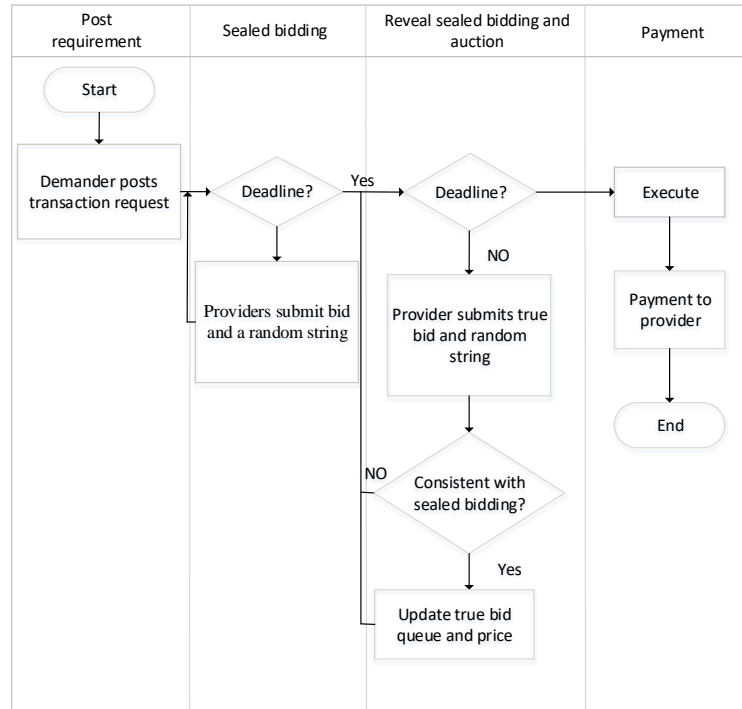 Post
requirement
Sealed bidding
Reveal sealed bidding and
auction
Payment
Start
Demander posts
transaction request
Deadline?
Yes
Deadline?
Execute
NO
Providers submit bid
and a random string
Provider submits true
bid and random
string
Payment to
provider
End
NO
Consistent with
sealed bidding?
Yes
Update true bid
queue and price